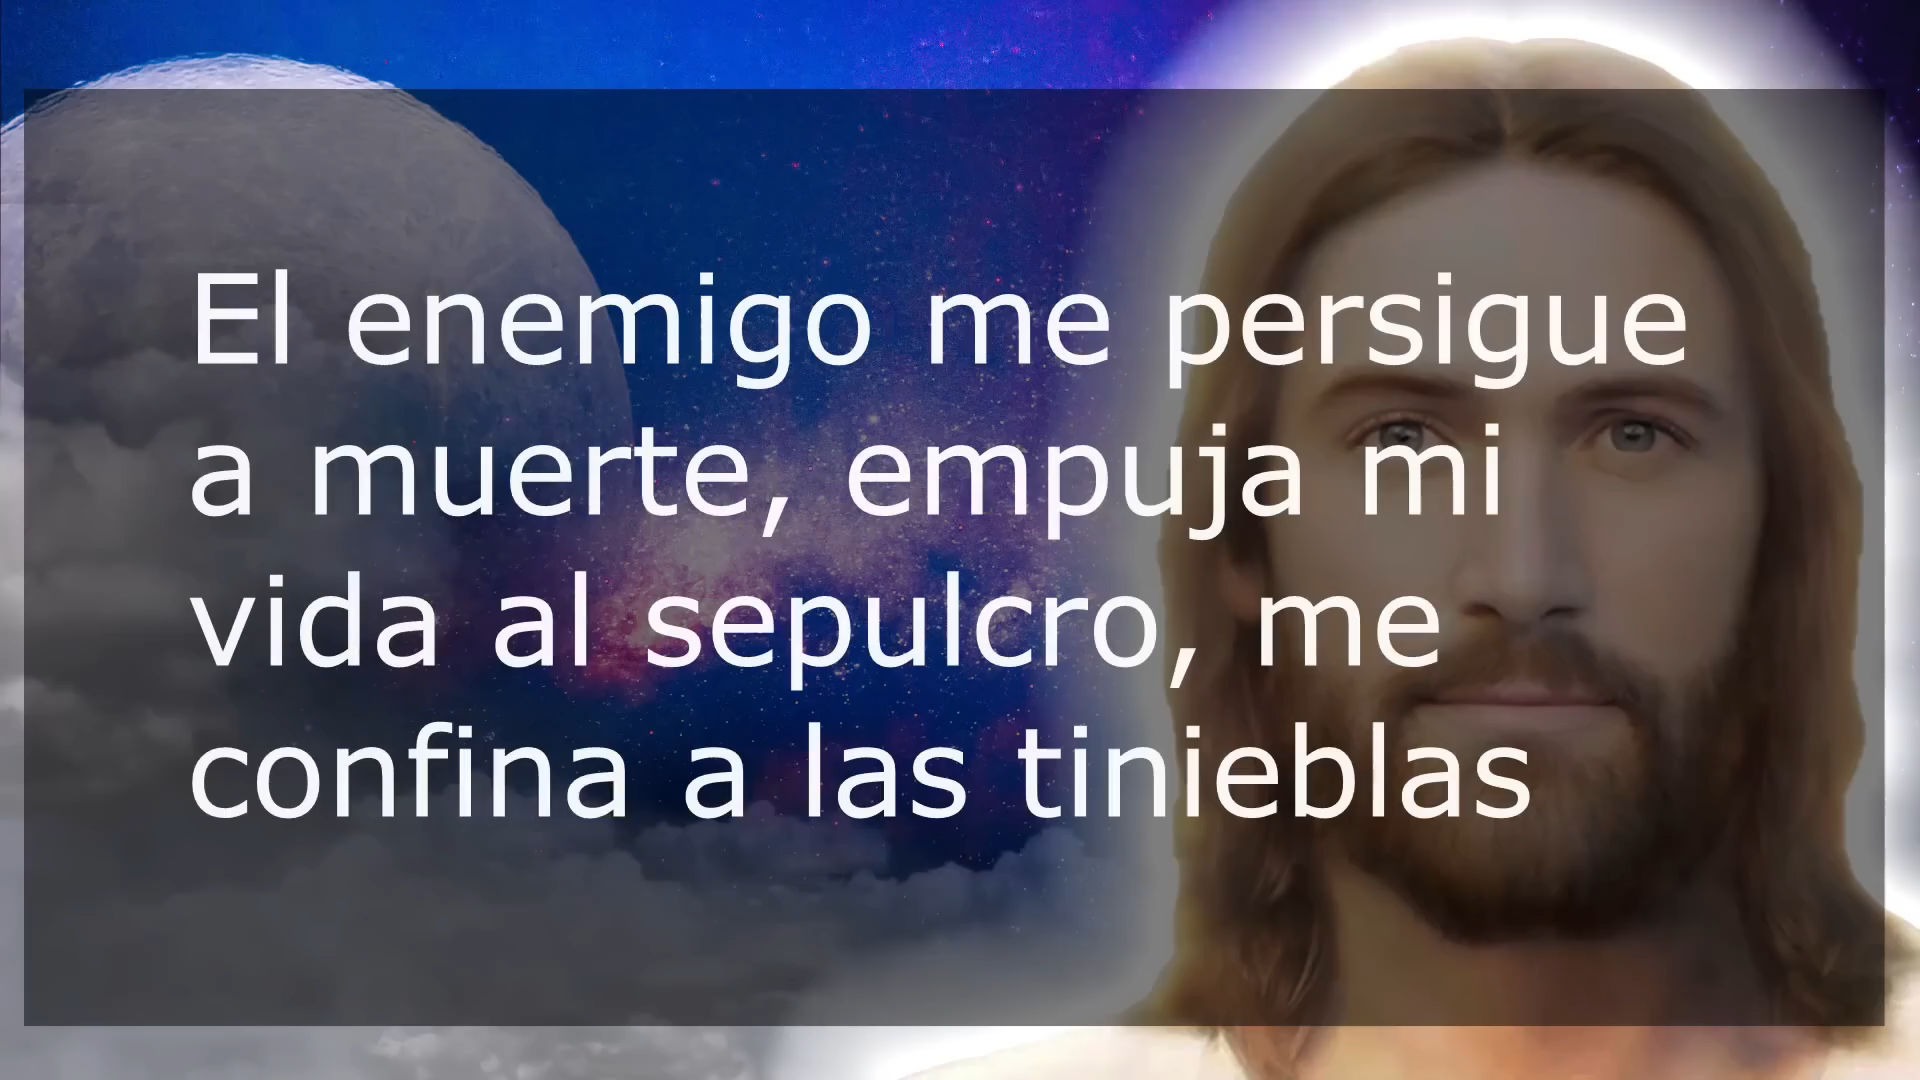 El enemigo me persigue
a muerte, empuja mi
vida al sepulcro, me
confina a las tinieblas